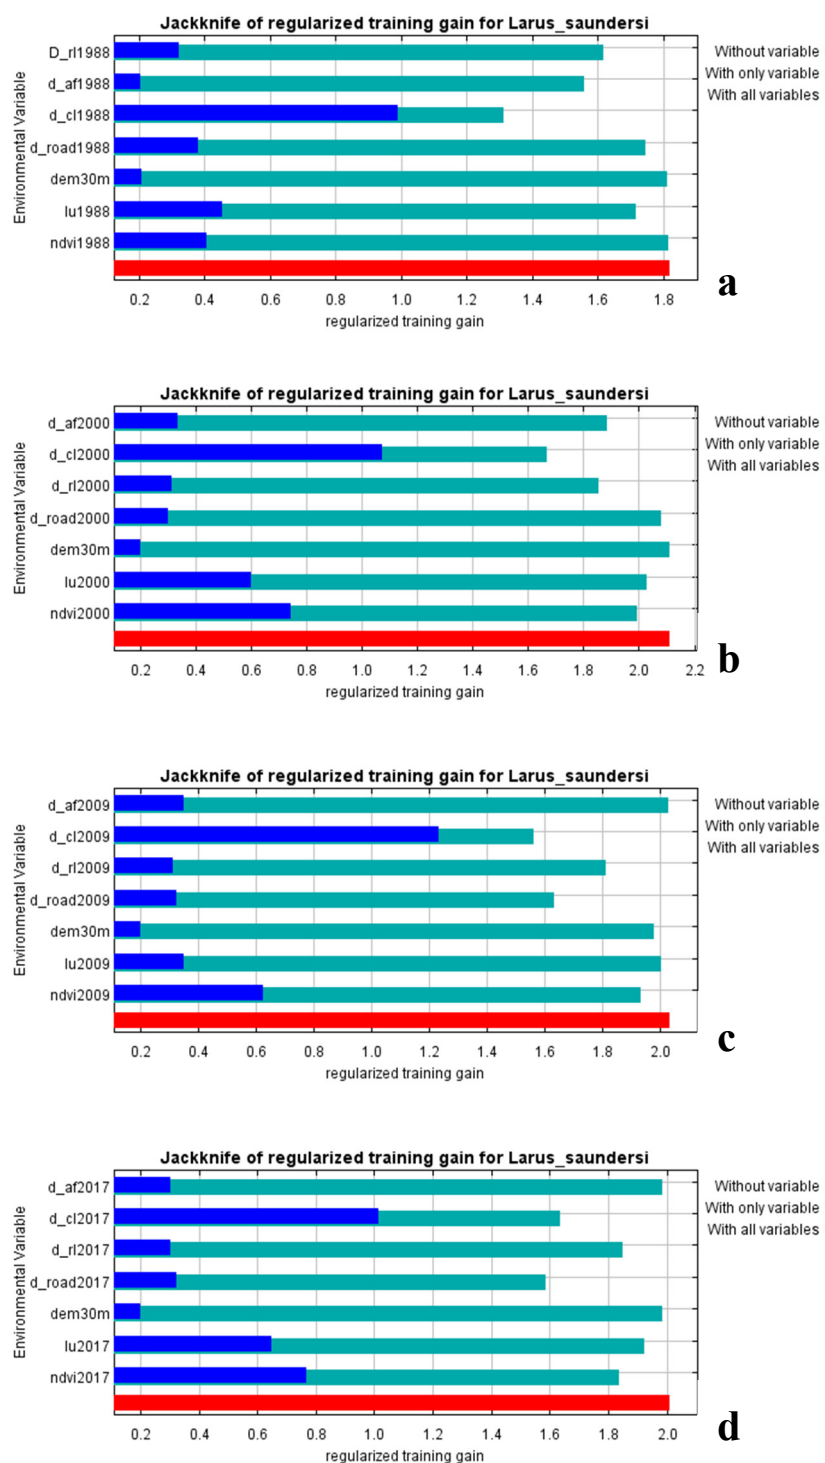 Jackknife of regularized training gain for Larus_saundersi
Environmental Variable
D_rl1988
d_af1988
d_cl1988
d_road1988
dem30m
lu1988
ndvi1988
Without variable
With only variable
With all variables
0.2 0.4 0.6 0.8 1.0 1.2 1.4 1.6 1.8
regularized training gain
a
Jackknife of regularized training gain for Larus_saundersi
Environmental Variable
d_af2000
d_cl2000
d_rl2000
d_road2000
dem30m
lu2000
ndvi2000
Without variable
With only variable
With all variables
0.2 0.4 0.6 0.8 1.0 1.2 1.4 1.6 1.8 2.0 2.2
regularized training gain
b
Jackknife of regularized training gain for Larus_saundersi
Environmental Variable
d_af2009
d_cl2009
d_rl2009
d_road2009
dem30m
lu2009
ndvi2009
Without variable
With only variable
With all variables
0.2 0.4 0.6 0.8 1.0 1.2 1.4 1.6 1.8 2.0
regularized training gain
c
Jackknife of regularized training gain for Larus_saundersi
Environmental Variable
d_af2017
d_cl2017
d_rl2017
d_road2017
dem30m
lu2017
ndvi2017
Without variable
With only variable
With all variables
0.2 0.4 0.6 0.8 1.0 1.2 1.4 1.6 1.8 2.0
regularized training gain
d